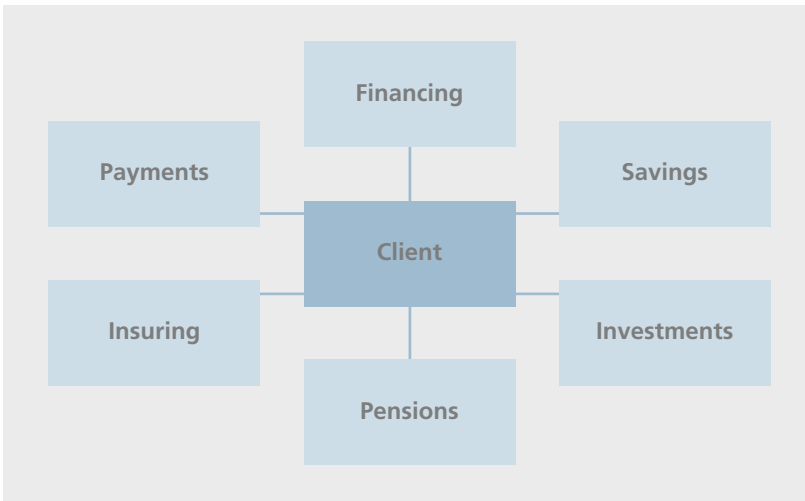 Financing
Payments
Savings
Client
Insuring
Investments
Pensions